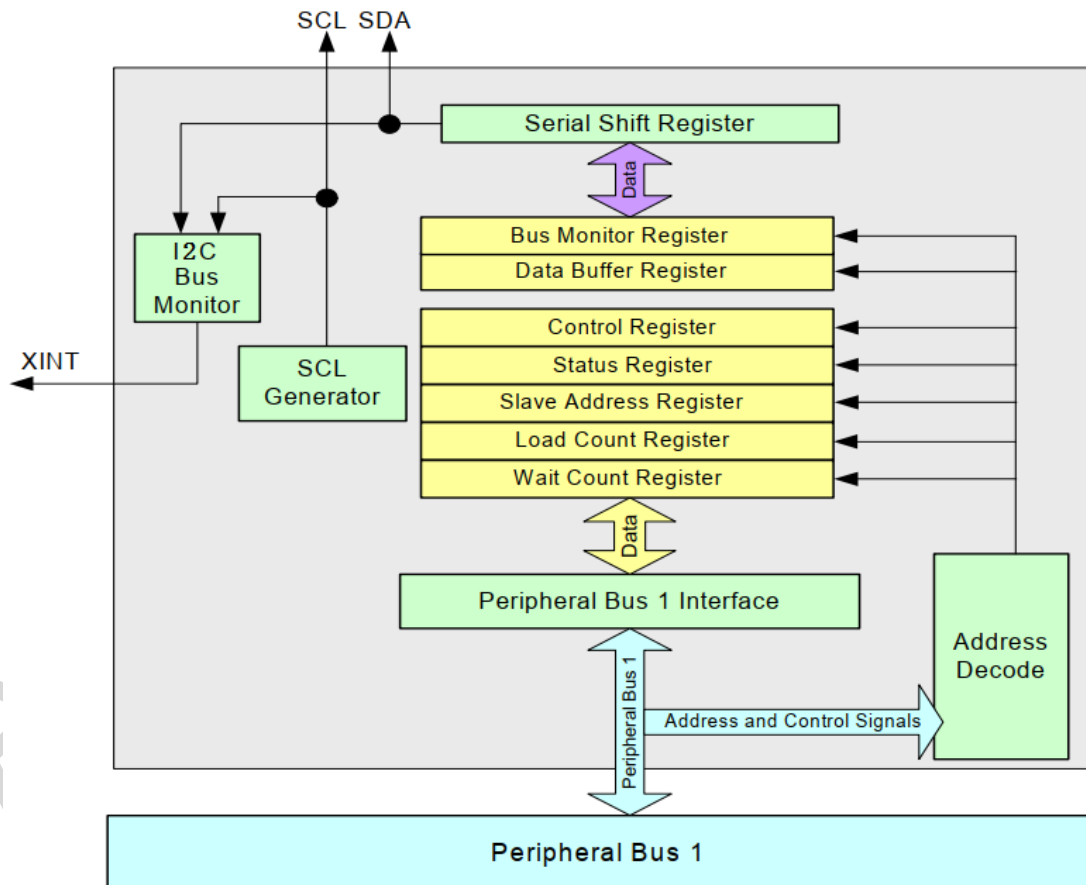 SCL SDA
Serial Shift Register
Data
Bus Monitor Register
Data Buffer Register
I2C
Bus
Monitor
Control Register
XINT
Status Register
SCL
Generator
Slave Address Register
Load Count Register
Wait Count Register
Data
Peripheral Bus 1 Interface
Address
Decode
Peripheral Bus 1
Address and Control Signals
Peripheral Bus 1